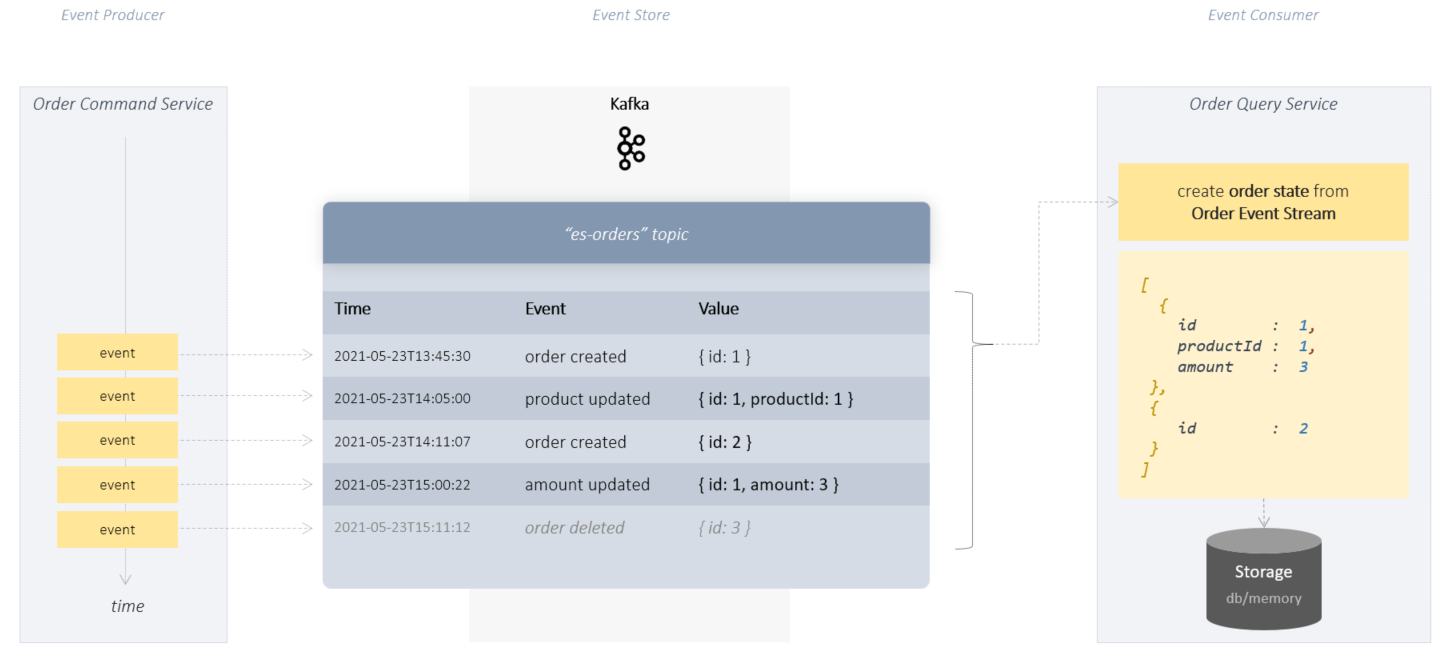 Event Producer
Event Store
Event Consumer
Order Command Service
event
event
event
event
event
time
Kafka
“es-orders” topic
Time Event Value
2021-05-23T13:45:30 order created { id: 1 }
2021-05-23T14:05:00 product updated { id: 1, productId: 1 }
2021-05-23T14:11:07 order created { id: 2 }
2021-05-23T15:00:22 amount updated { id: 1, amount: 3 }
2021-05-23T15:11:12 order deleted { id: 3 }
Order Query Service
create order state from
Order Event Stream
[
{
id : 1,
productId : 1,
amount : 3
},
{
id : 2
}
]
Storage
db/memory